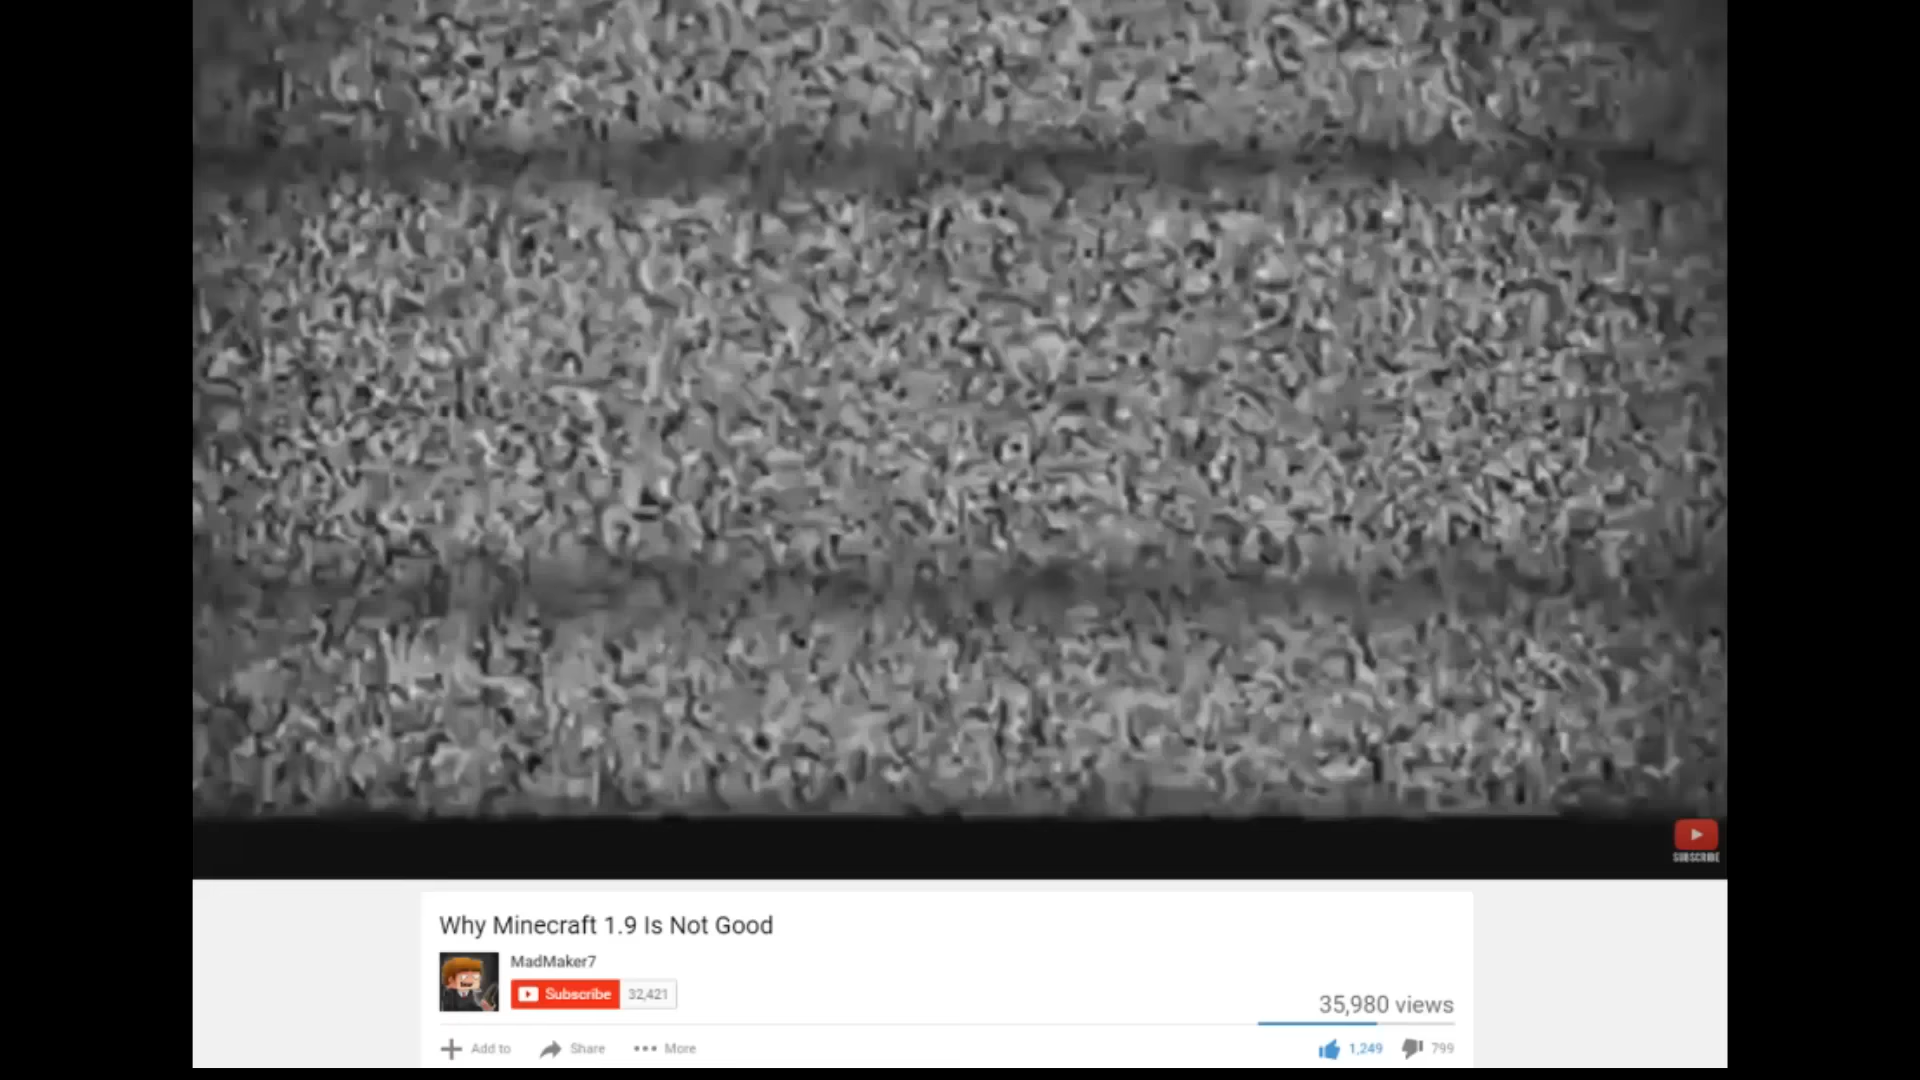 SUBSCRIBE
Why Minecraft 1.9 Is Not Good
MadMaker7
Subscribe 32,421
35,980 views
Add to Share More 1,249 799